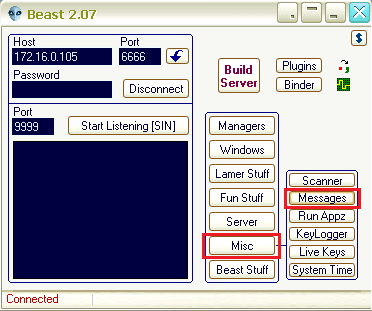 Beast 2.07
Host Port
172.16.0.105 6666
Password
Disconnect
Port
9999 Start Listening [SIN]
$
Build
Server
Plugins
Binder
Managers
Windows
Lamer Stuff
Fun Stuff
Server
Misc
Beast Stuff
Scanner
Messages
Run Appz
KeyLogger
Live Keys
System Time
Connected